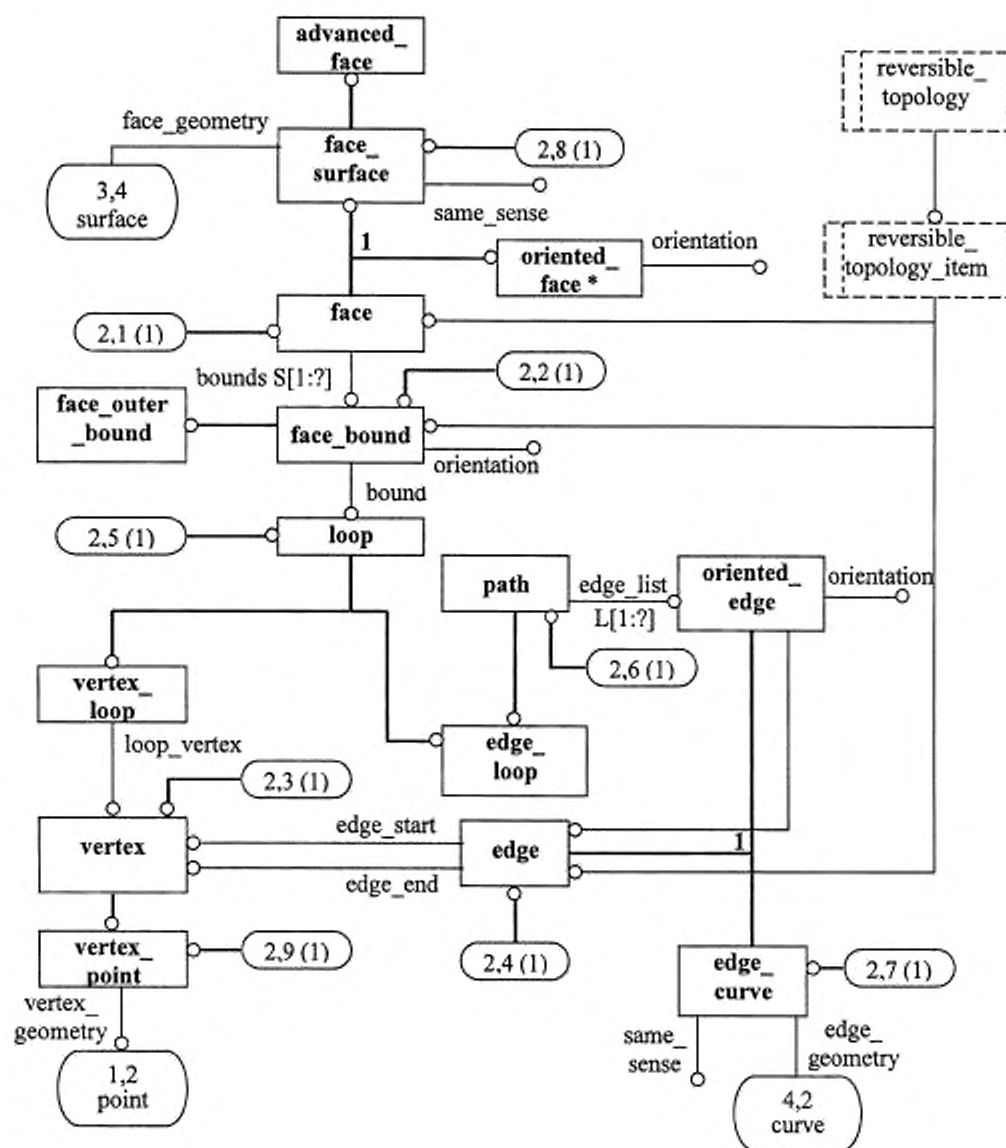 advanced_
face
reversible_
topology
face_geometry
face_
surface
2,8 (1)
3,4
surface
same_sense
reversible_
topology_item
1
oriented_
face *
orientation
face
2,1 (1)
bounds S[1:?]
2,2 (1)
face_outer
_bound
face_bound
orientation
bound
2,5 (1)
loop
path
edge_list
L[1:?]
oriented_
edge
orientation
2,6 (1)
vertex_
loop
edge_
loop
loop_vertex
2,3 (1)
vertex
edge_start
edge_end
edge
1
vertex_
point
2,9 (1)
2,4 (1)
edge_
curve
2,7 (1)
vertex_
geometry
same_
sense
edge_
geometry
1,2
point
4,2
curve